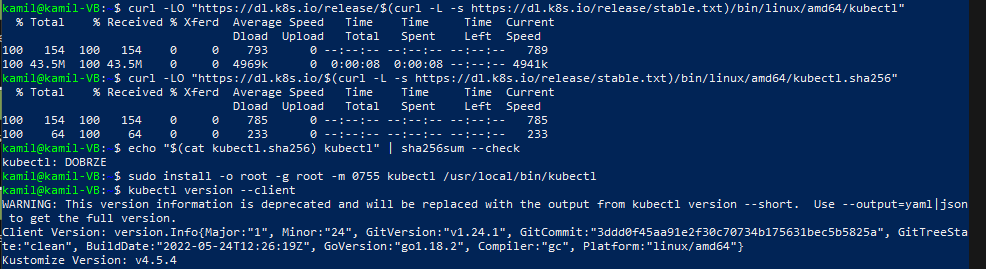 kamil@kamil-VB:~$ curl -LO "https://dl.k8s.io/release/$(curl -L -s https://dl.k8s.io/release/stable.txt)/bin/linux/amd64/kubectl"
% Total % Received % Xferd Average Speed Time Time Time Current
Dload Upload Total Spent Left Speed
100 154 100 154 0 0 793 0 --:--:-- --:--:-- --:--:-- 789
100 43.5M 100 43.5M 0 0 4969k 0 0:00:08 0:00:08 --:--:-- 4941k
kamil@kamil-VB:~$ curl -LO "https://dl.k8s.io/$(curl -L -s https://dl.k8s.io/release/stable.txt)/bin/linux/amd64/kubectl.sha256"
% Total % Received % Xferd Average Speed Time Time Time Current
Dload Upload Total Spent Left Speed
100 154 100 154 0 0 785 0 --:--:-- --:--:-- --:--:-- 785
100 64 100 64 0 0 233 0 --:--:-- --:--:-- --:--:-- 233
kamil@kamil-VB:~$ echo "$(cat kubectl.sha256) kubectl" | sha256sum --check
kubectl: DOBRZE
kamil@kamil-VB:~$ sudo install -o root -g root -m 0755 kubectl /usr/local/bin/kubectl
kamil@kamil-VB:~$ kubectl version --client
WARNING: This version information is deprecated and will be replaced with the output from kubectl version --short. Use --output=yaml|json
to get the full version.
Client Version: version.Info{Major:"1", Minor:"24", GitVersion:"v1.24.1", GitCommit:"3ddd0f45aa91e2f30c70734b175631bec5b5825a", GitTreeSta
te:"clean", BuildDate:"2022-05-24T12:26:19Z", GoVersion:"go1.18.2", Compiler:"gc", Platform:"linux/amd64"}
Kustomize Version: v4.5.4